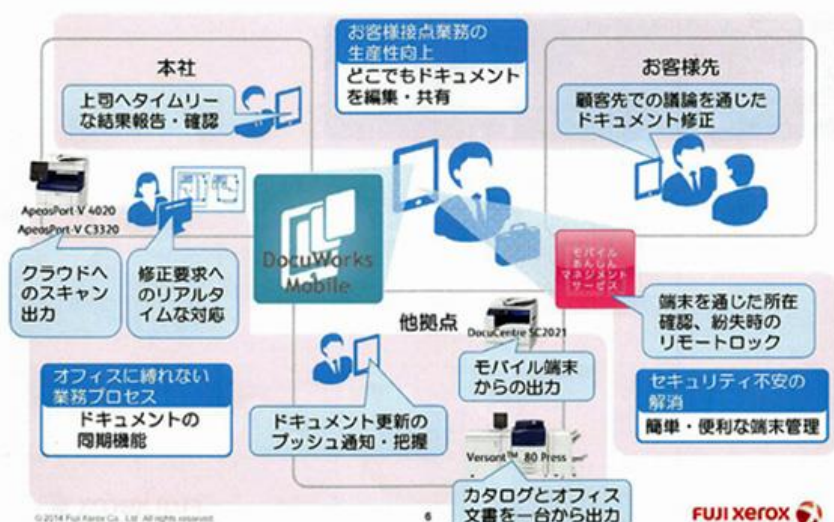 お客様接点業務の
生産性向上
どこでもドキュメント
を編集・共有
本社
上司へタイムリー
な結果報告・確認
お客様先
顧客先での議論を通じた
ドキュメント修正
ApeosPort-V 4020
ApeosPort-V C3320
クラウドへ
のスキャン
出力
修正要求へ
のリアルタ
イムな対応
DocuWorks
Mobile
モバイル
あんしん
マネジメント
サービス
端末を通じた所在
確認、紛失時の
リモートロック
他拠点
DocuCentre SC2021
モバイル端末
からの出力
オフィスに縛れない
業務プロセス
ドキュメントの
同期機能
ドキュメント更新の
プッシュ通知・把握
セキュリティ不安の
解消
簡単・便利な端末管理
Versant™ 80 Press
カタログとオフィス
文書を一台から出力
©2014 Fuji Xerox Co., Ltd. All rights reserved.
6
FUJI xerox